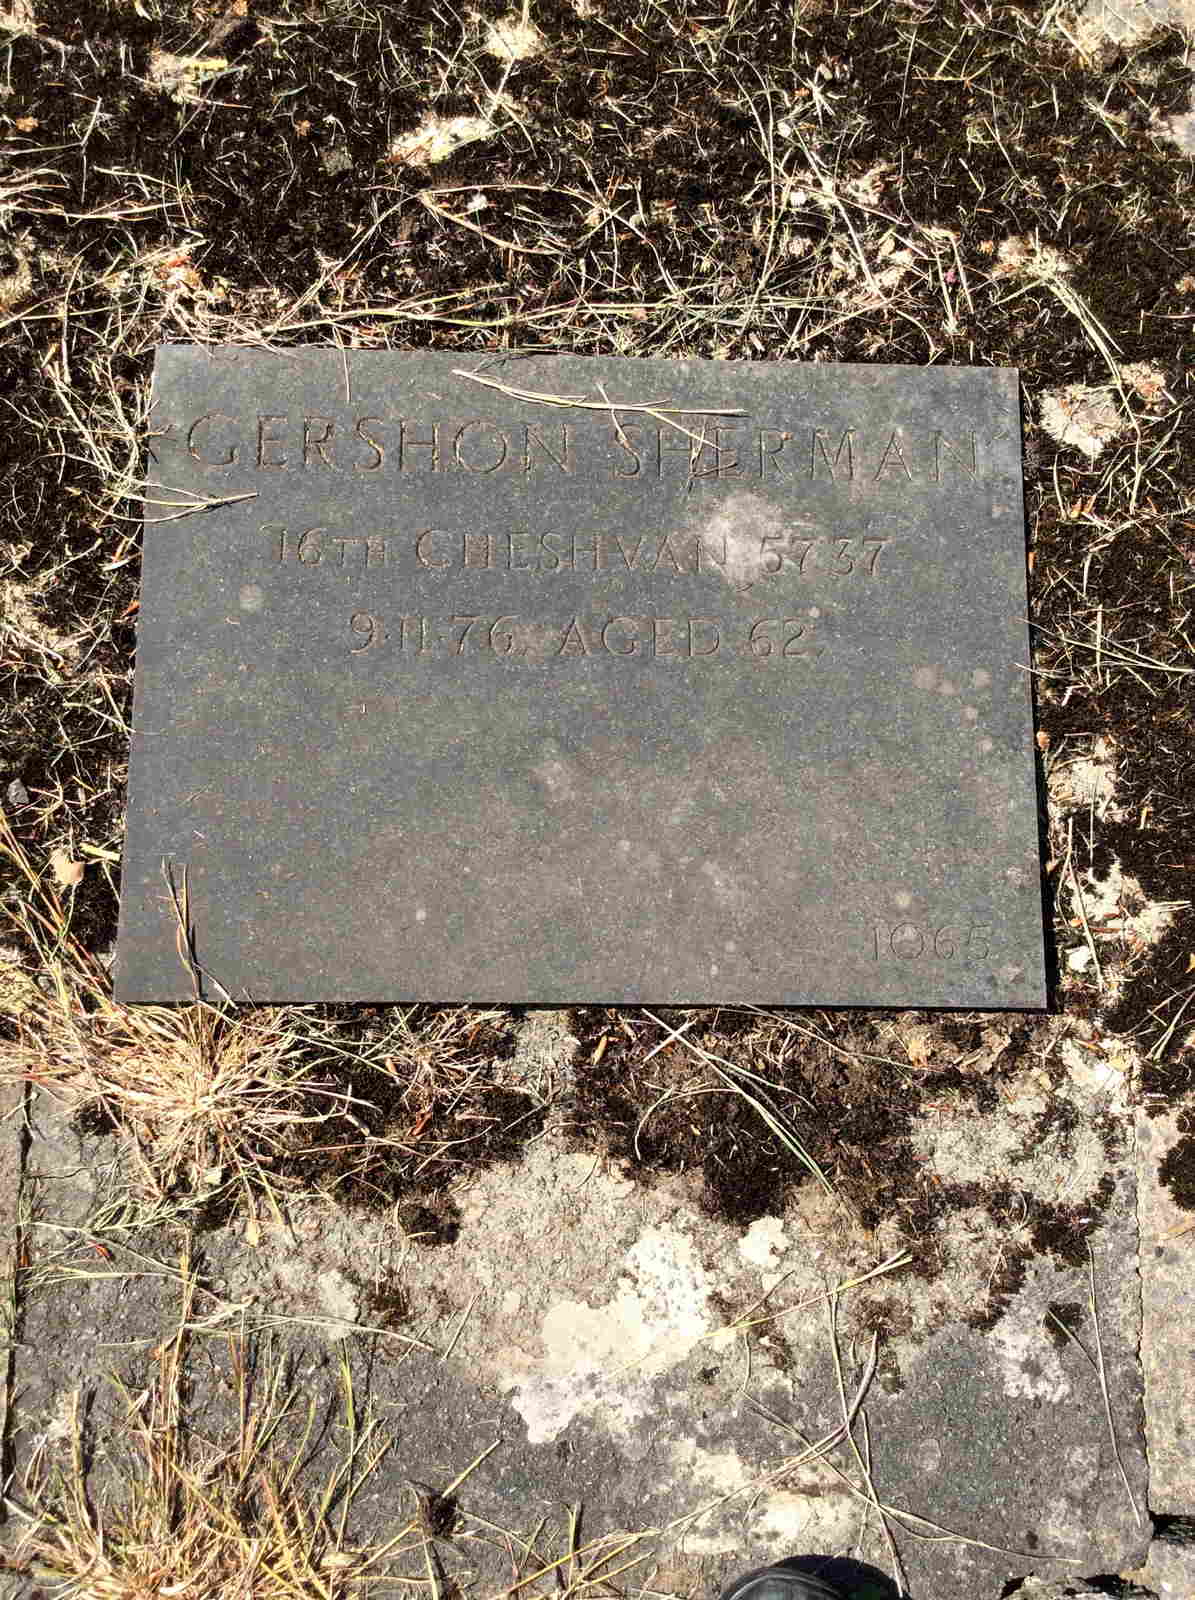 GERSHON SHERMAN
16TH CHESHVAN 5737
9·11·76. AGED 62.
1065